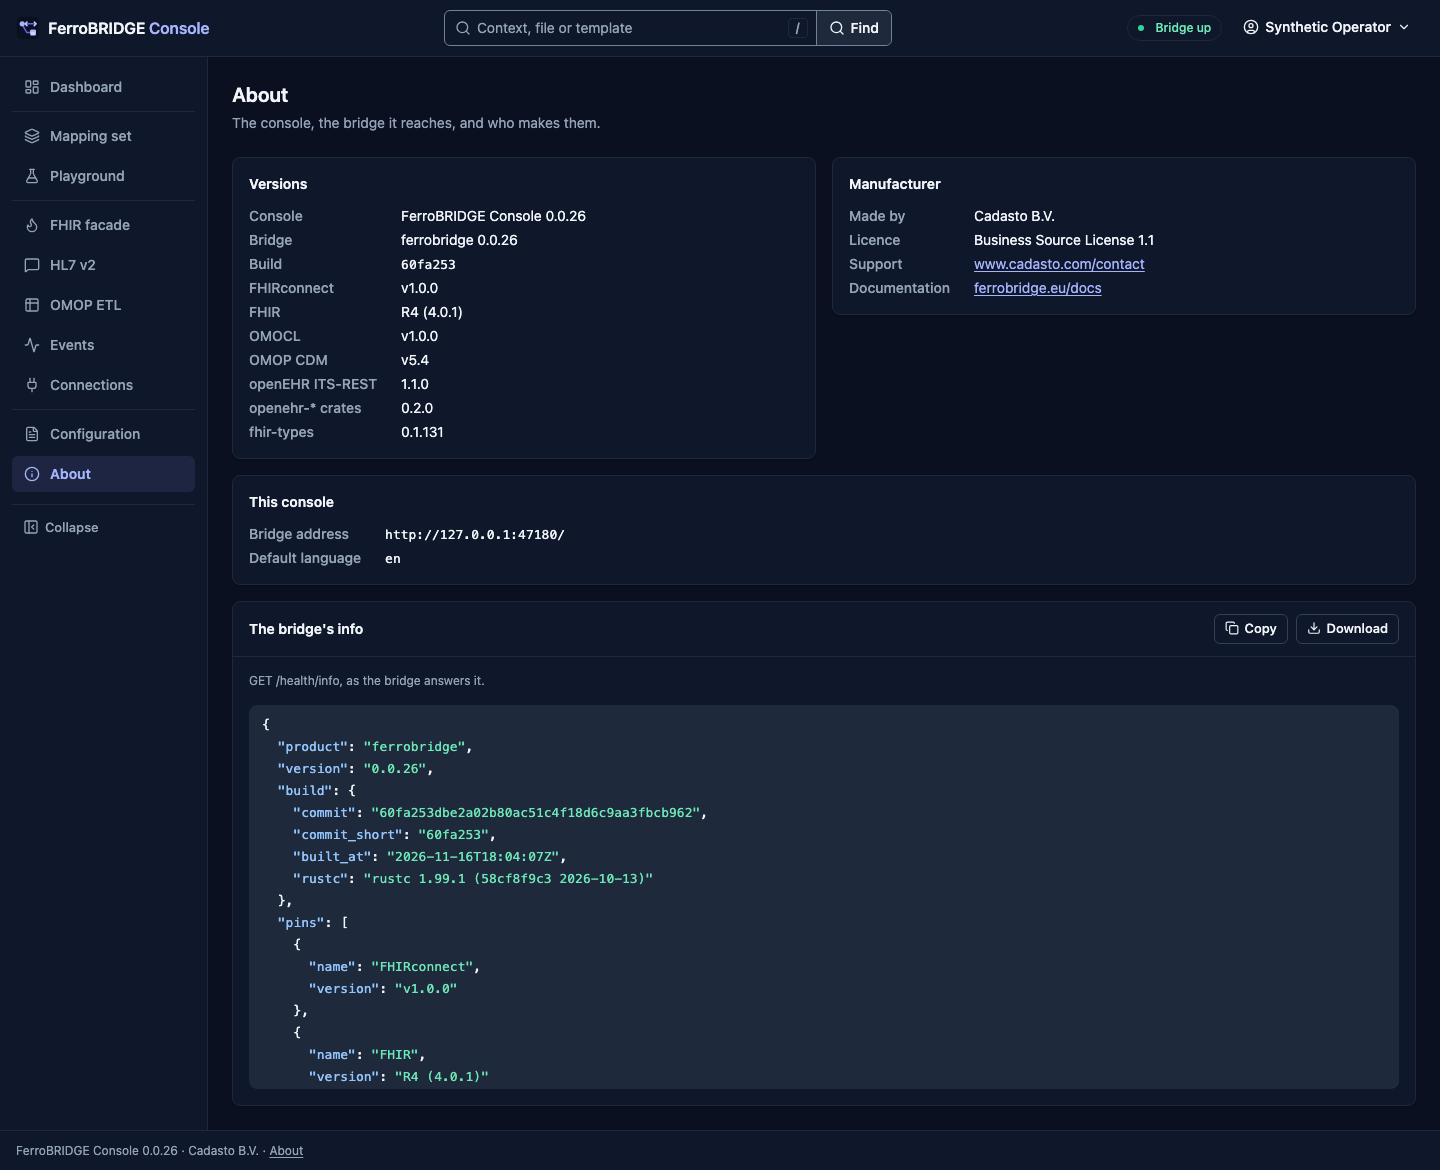 FerroBRIDGE Console
Context, file or template
/
Find
Bridge up
Synthetic Operator
Dashboard
Mapping set
Playground
FHIR facade
HL7 v2
OMOP ETL
Events
Connections
Configuration
About
Collapse
About
The console, the bridge it reaches, and who makes them.
Versions
Console FerroBRIDGE Console 0.0.26
Bridge ferrobridge 0.0.26
Build 60fa253
FHIRconnect v1.0.0
FHIR R4 (4.0.1)
OMOCL v1.0.0
OMOP CDM v5.4
openEHR ITS-REST 1.1.0
openehr-* crates 0.2.0
fhir-types 0.1.131
Manufacturer
Made by Cadasto B.V.
Licence Business Source License 1.1
Support www.cadasto.com/contact
Documentation ferrobridge.eu/docs
This console
Bridge address http://127.0.0.1:47180/
Default language en
The bridge's info
Copy
Download
GET /health/info, as the bridge answers it.
{
"product": "ferrobridge",
"version": "0.0.26",
"build": {
"commit": "60fa253dbe2a02b80ac51c4f18d6c9aa3fbcb962",
"commit_short": "60fa253",
"built_at": "2026-11-16T18:04:07Z",
"rustc": "rustc 1.99.1 (58cf8f9c3 2026-10-13)"
},
"pins": [
{
"name": "FHIRconnect",
"version": "v1.0.0"
},
{
"name": "FHIR",
"version": "R4 (4.0.1)"
FerroBRIDGE Console 0.0.26 · Cadasto B.V. · About